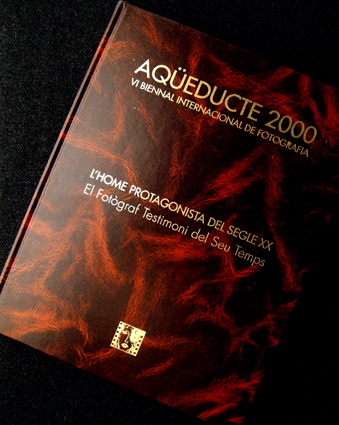 AQÜEDUCTE 2000
VI BIENNAL INTERNACIONAL DE FOTOGRAFIA
L'HOME PROTAGONISTA DEL SEGLE XX
El Fotògraf Testimoni del Seu Temps